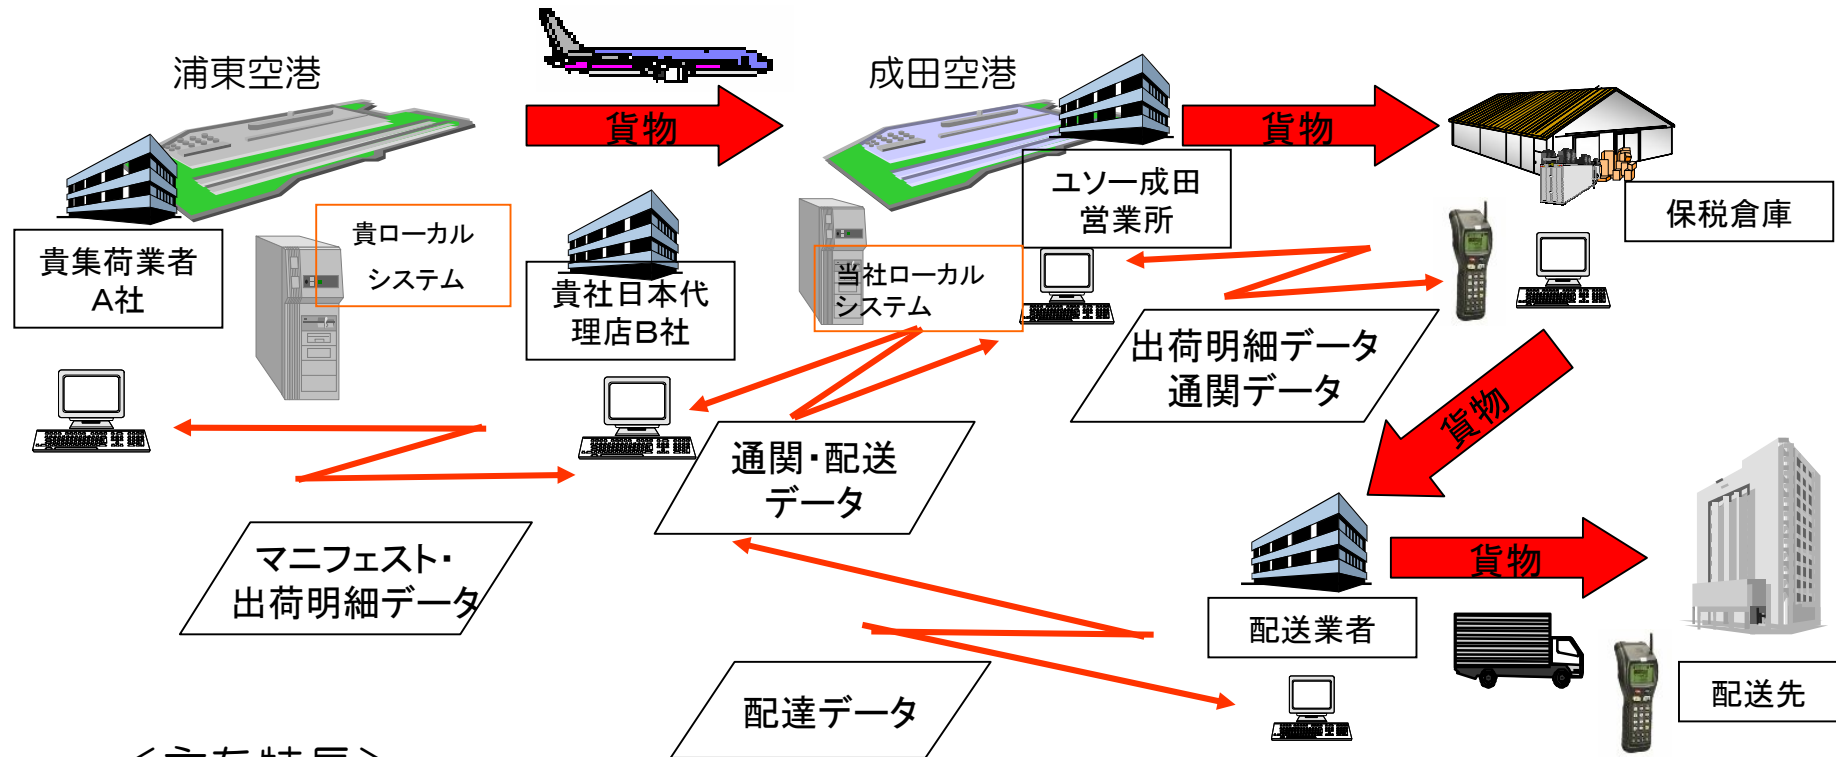 浦東空港
成田空港
貨物
貨物
ユソー成田
営業所
保税倉庫
貴集荷業者
A社
貴ローカル
システム
貴社日本代
理店B社
当社ローカル
システム
出荷明細データ
通関データ
貨物
通関・配送
データ
マニフェスト・
出荷明細データ
貨物
配送業者
配送先
配達データ
＜主な特長＞